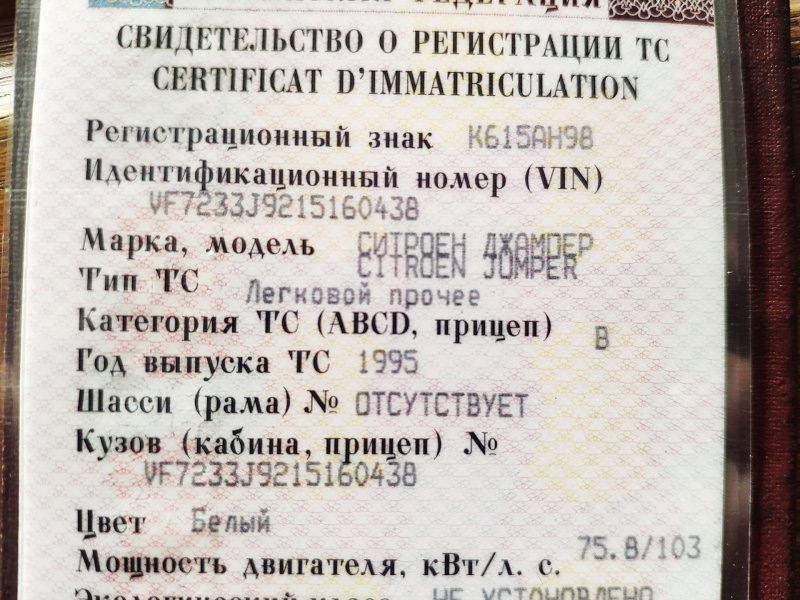 СВИДЕТЕЛЬСТВО О РЕГИСТРАЦИИ ТС
CERTIFICAT D'IMMATRICULATION
Регистрационный знак К615АН98
Идентификационный номер (VIN)
VF7233J9215160438
Марка, модель СИТРОЕН ДЖАМПЕР
CITROEN JUMPER
Тип ТС Легковой прочее
Категория ТС (ABCD, прицеп) B
Год выпуска ТС 1995
Шасси (рама) № ОТСУТСТВУЕТ
Кузов (кабина, прицеп) №
VF7233J9215160438
Цвет Белый
Мощность двигателя, кВт/л. с. 75.8/103
НЕ УСТАНОВЛЕНО